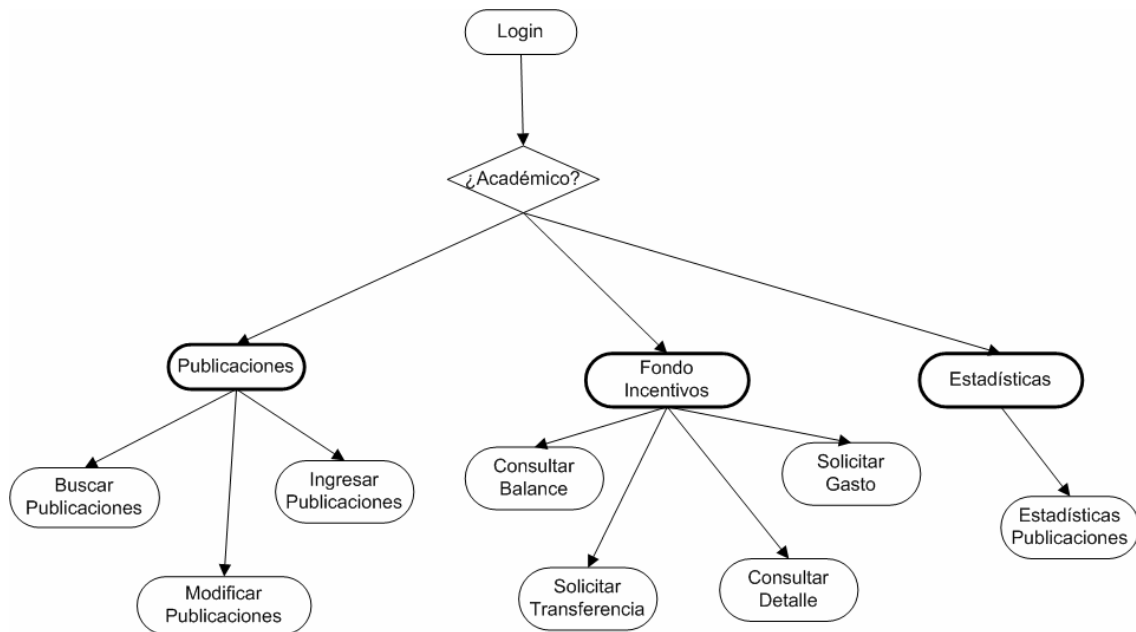 Login
¿Académico?
Publicaciones
Fondo
Incentivos
Estadísticas
Buscar
Publicaciones
Ingresar
Publicaciones
Modificar
Publicaciones
Consultar
Balance
Solicitar
Gasto
Solicitar
Transferencia
Consultar
Detalle
Estadísticas
Publicaciones